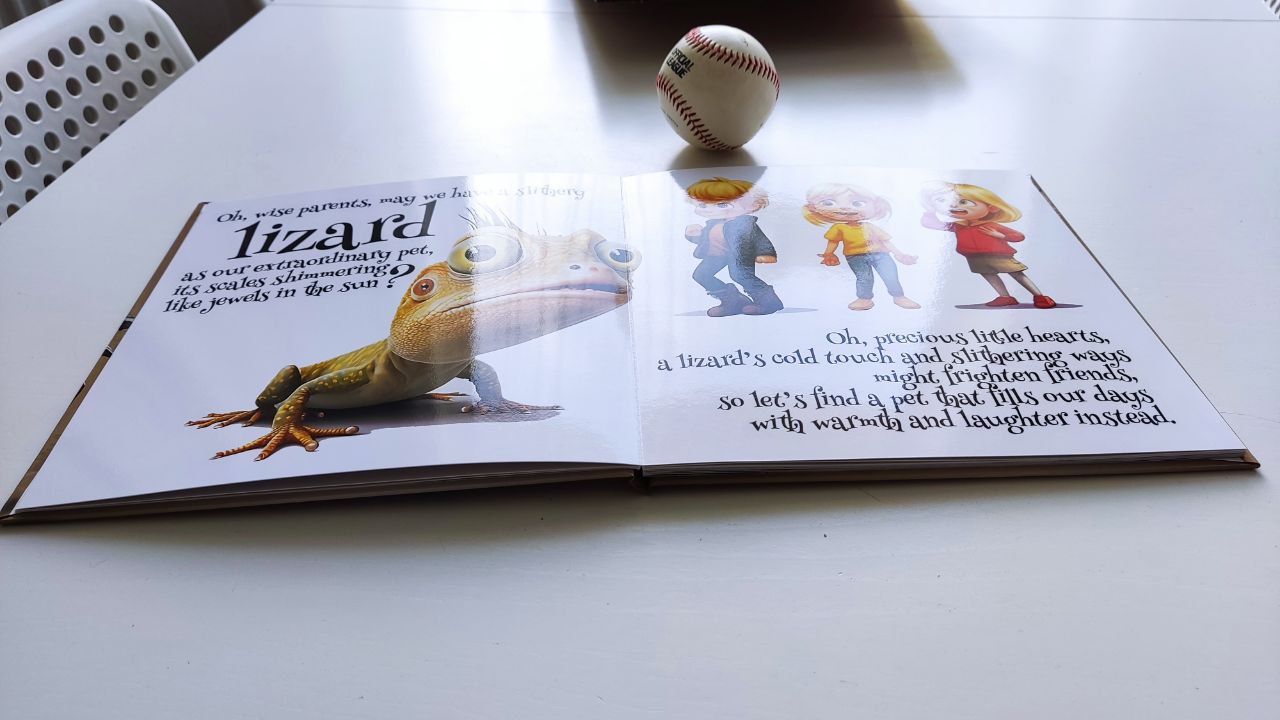 OFFICIAL
LEAGUE
Oh, wise parents, may we have a slithery
lizard
as our extraordinary pet,
its scales shimmering
like jewels in the sun?
Oh, precious little hearts,
a lizard's cold touch and slithering ways
might frighten friends,
so let's find a pet that fills our days
with warmth and laughter instead.